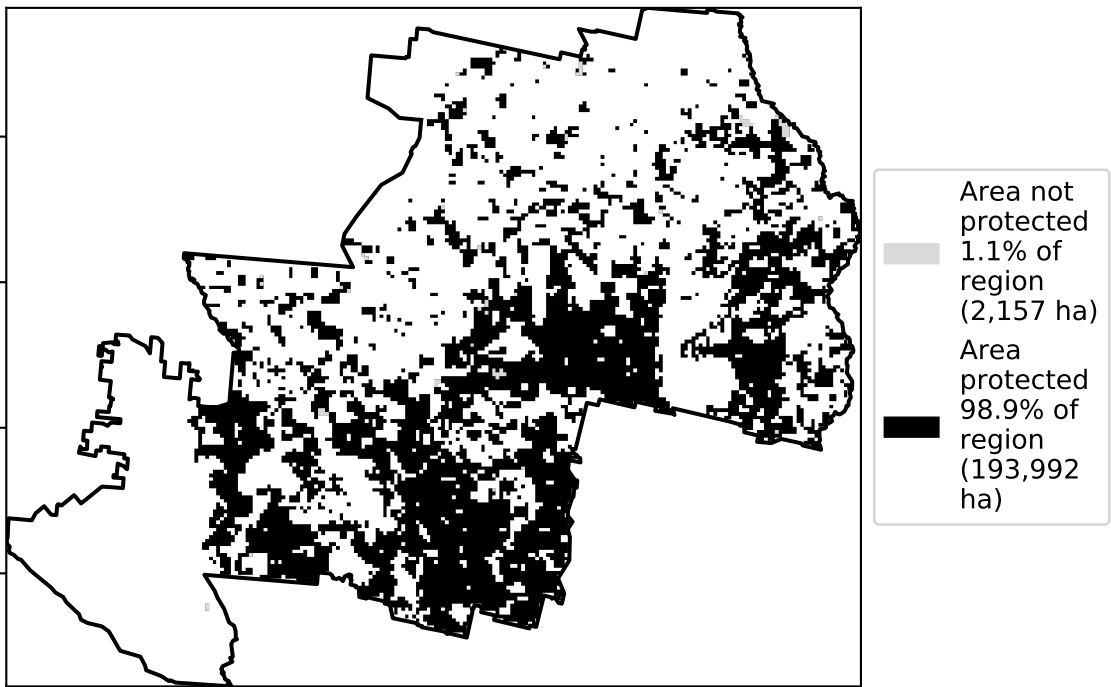 Area not
protected
1.1% of
region
(2,157 ha)
Area
protected
98.9% of
region
(193,992
ha)